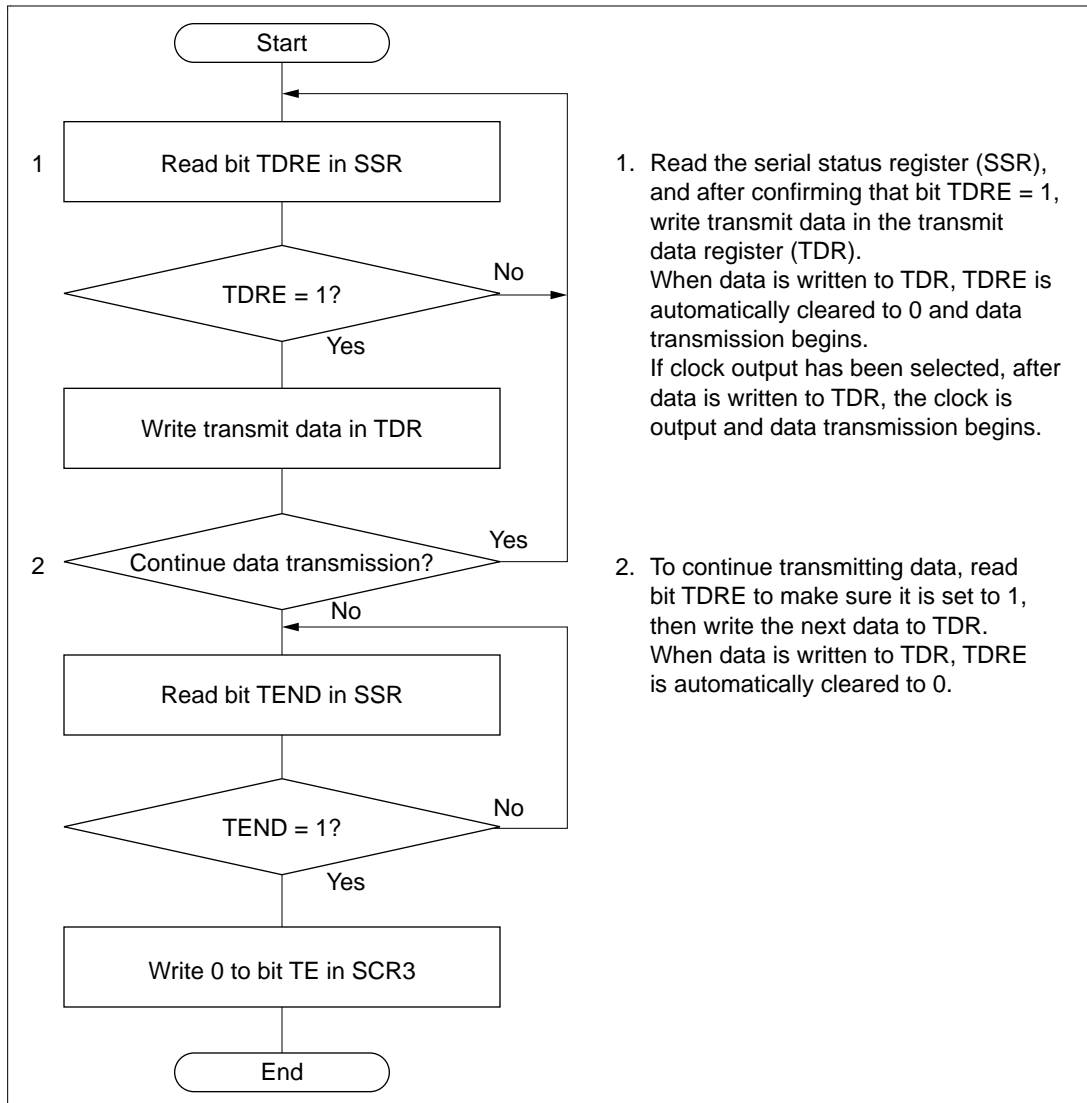 Start
1
Read bit TDRE in SSR
TDRE = 1?
No
Yes
Write transmit data in TDR
2
Continue data transmission?
Yes
No
Read bit TEND in SSR
TEND = 1?
No
Yes
Write 0 to bit TE in SCR3
End
1. Read the serial status register (SSR),
and after confirming that bit TDRE = 1,
write transmit data in the transmit
data register (TDR).
When data is written to TDR, TDRE is
automatically cleared to 0 and data
transmission begins.
If clock output has been selected, after
data is written to TDR, the clock is
output and data transmission begins.
2. To continue transmitting data, read
bit TDRE to make sure it is set to 1,
then write the next data to TDR.
When data is written to TDR, TDRE
is automatically cleared to 0.